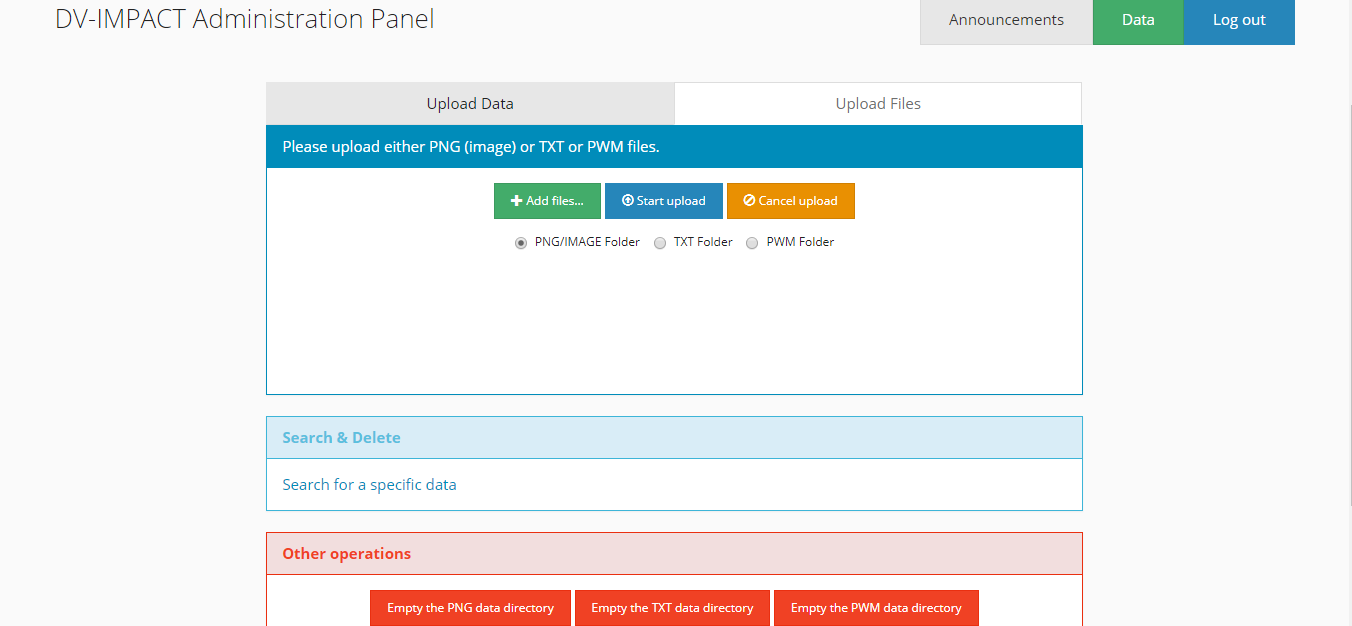 DV-IMPACT Administration Panel
Announcements Data Log out
Upload Data Upload Files
Please upload either PNG (image) or TXT or PWM files.
Add files... Start upload Cancel upload
PNG/IMAGE Folder TXT Folder PWM Folder
Search & Delete
Search for a specific data
Other operations
Empty the PNG data directory Empty the TXT data directory Empty the PWM data directory